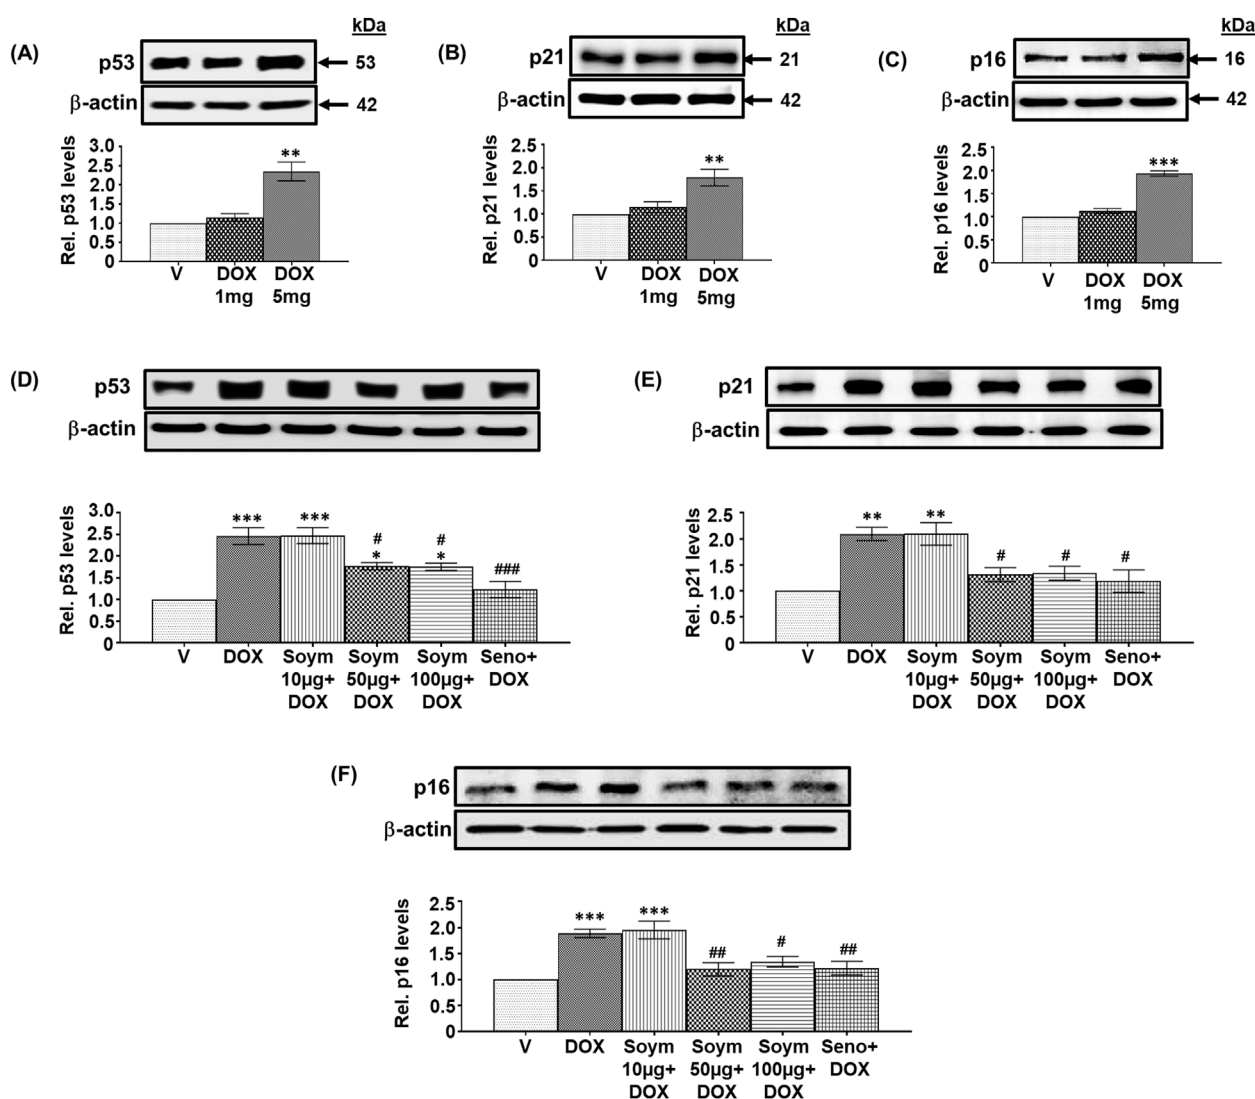 (A)
kDa
p53
53
β-actin
42
Rel. p53 levels
3.0
2.5
2.0
1.5
1.0
0.5
0
**
V DOX DOX
1mg 5mg
(B)
kDa
p21
21
β-actin
42
Rel. p21 levels
2.5
2.0
1.5
1.0
0.5
0
**
V DOX DOX
1mg 5mg
(C)
kDa
p16
16
β-actin
42
Rel. p16 levels
2.5
2.0
1.5
1.0
0.5
0
***
V DOX DOX
1mg 5mg
(D)
p53
β-actin
Rel. p53 levels
3.0
2.5
2.0
1.5
1.0
0.5
0
*** *** # # ###
* *
V DOX Soym Soym Soym Seno+
10µg+ 50µg+ 100µg+ DOX
DOX DOX DOX
(E)
p21
β-actin
Rel. p21 levels
2.5
2.0
1.5
1.0
0.5
0
** ** # # #
V DOX Soym Soym Soym Seno+
10µg+ 50µg+ 100µg+ DOX
DOX DOX DOX
(F)
p16
β-actin
Rel. p16 levels
2.5
2.0
1.5
1.0
0.5
0
*** *** ## # ##
V DOX Soym Soym Soym Seno+
10µg+ 50µg+ 100µg+ DOX
DOX DOX DOX